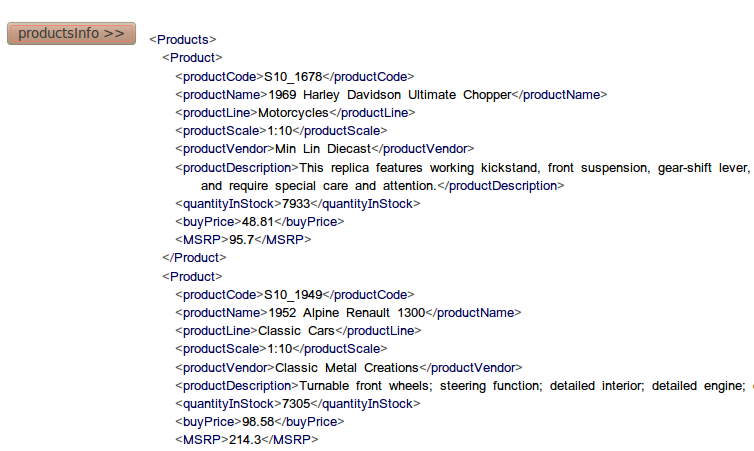 productsInfo >>
<Products>
<Product>
<productCode>S10_1678</productCode>
<productName>1969 Harley Davidson Ultimate Chopper</productName>
<productLine>Motorcycles</productLine>
<productScale>1:10</productScale>
<productVendor>Min Lin Diecast</productVendor>
<productDescription>This replica features working kickstand, front suspension, gear-shift lever,
and require special care and attention.</productDescription>
<quantityInStock>7933</quantityInStock>
<buyPrice>48.81</buyPrice>
<MSRP>95.7</MSRP>
</Product>
<Product>
<productCode>S10_1949</productCode>
<productName>1952 Alpine Renault 1300</productName>
<productLine>Classic Cars</productLine>
<productScale>1:10</productScale>
<productVendor>Classic Metal Creations</productVendor>
<productDescription>Turnable front wheels; steering function; detailed interior; detailed engine;
<quantityInStock>7305</quantityInStock>
<buyPrice>98.58</buyPrice>
<MSRP>214.3</MSRP>